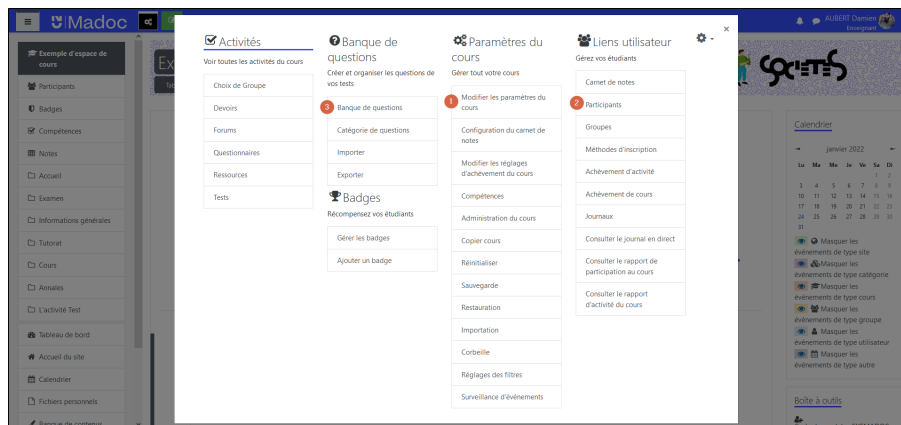 Madoc
AUBERT Damien
Enseignant
Exemple d'espace de
cours
Participants
Badges
Compétences
Notes
Accueil
Examen
Informations générales
Tutorat
Cours
Annales
L'activité Test
Tableau de bord
Accueil du site
Calendrier
Fichiers personnels
Banque de contenus
Ex
Activités
Voir toutes les activités du cours
Choix de Groupe
Devoirs
Forums
Questionnaires
Ressources
Tests
Banque de
questions
Créer et organiser les questions de
vos tests
3 Banque de questions
Catégorie de questions
Importer
Exporter
Badges
Récompensez vos étudiants
Gérer les badges
Ajouter un badge
Paramètres du
cours
Gérer tout votre cours
1 Modifier les paramètres du
cours
Configuration du carnet de
notes
Modifier les réglages
d'achèvement du cours
Compétences
Administration du cours
Copier cours
Réinitialiser
Sauvegarde
Restauration
Importation
Corbeille
Réglages des filtres
Surveillance d'événements
Liens utilisateur
Gérez vos étudiants
Carnet de notes
2 Participants
Groupes
Méthodes d'inscription
Achèvement d'activité
Achèvement de cours
Journaux
Consulter le journal en direct
Consulter le rapport de
participation au cours
Consulter le rapport
d'activité du cours
×
Calendrier
janvier 2022
Lu Ma Me Je Ve Sa Di
1 2
3 4 5 6 7 8 9
10 11 12 13 14 15 16
17 18 19 20 21 22 23
24 25 26 27 28 29 30
31
Masquer les
événements de type site
Masquer les
événements de type catégorie
Masquer les
événements de type cours
Masquer les
événements de type groupe
Masquer les
événements de type utilisateur
Masquer les
événements de type autre
Boîte à outils